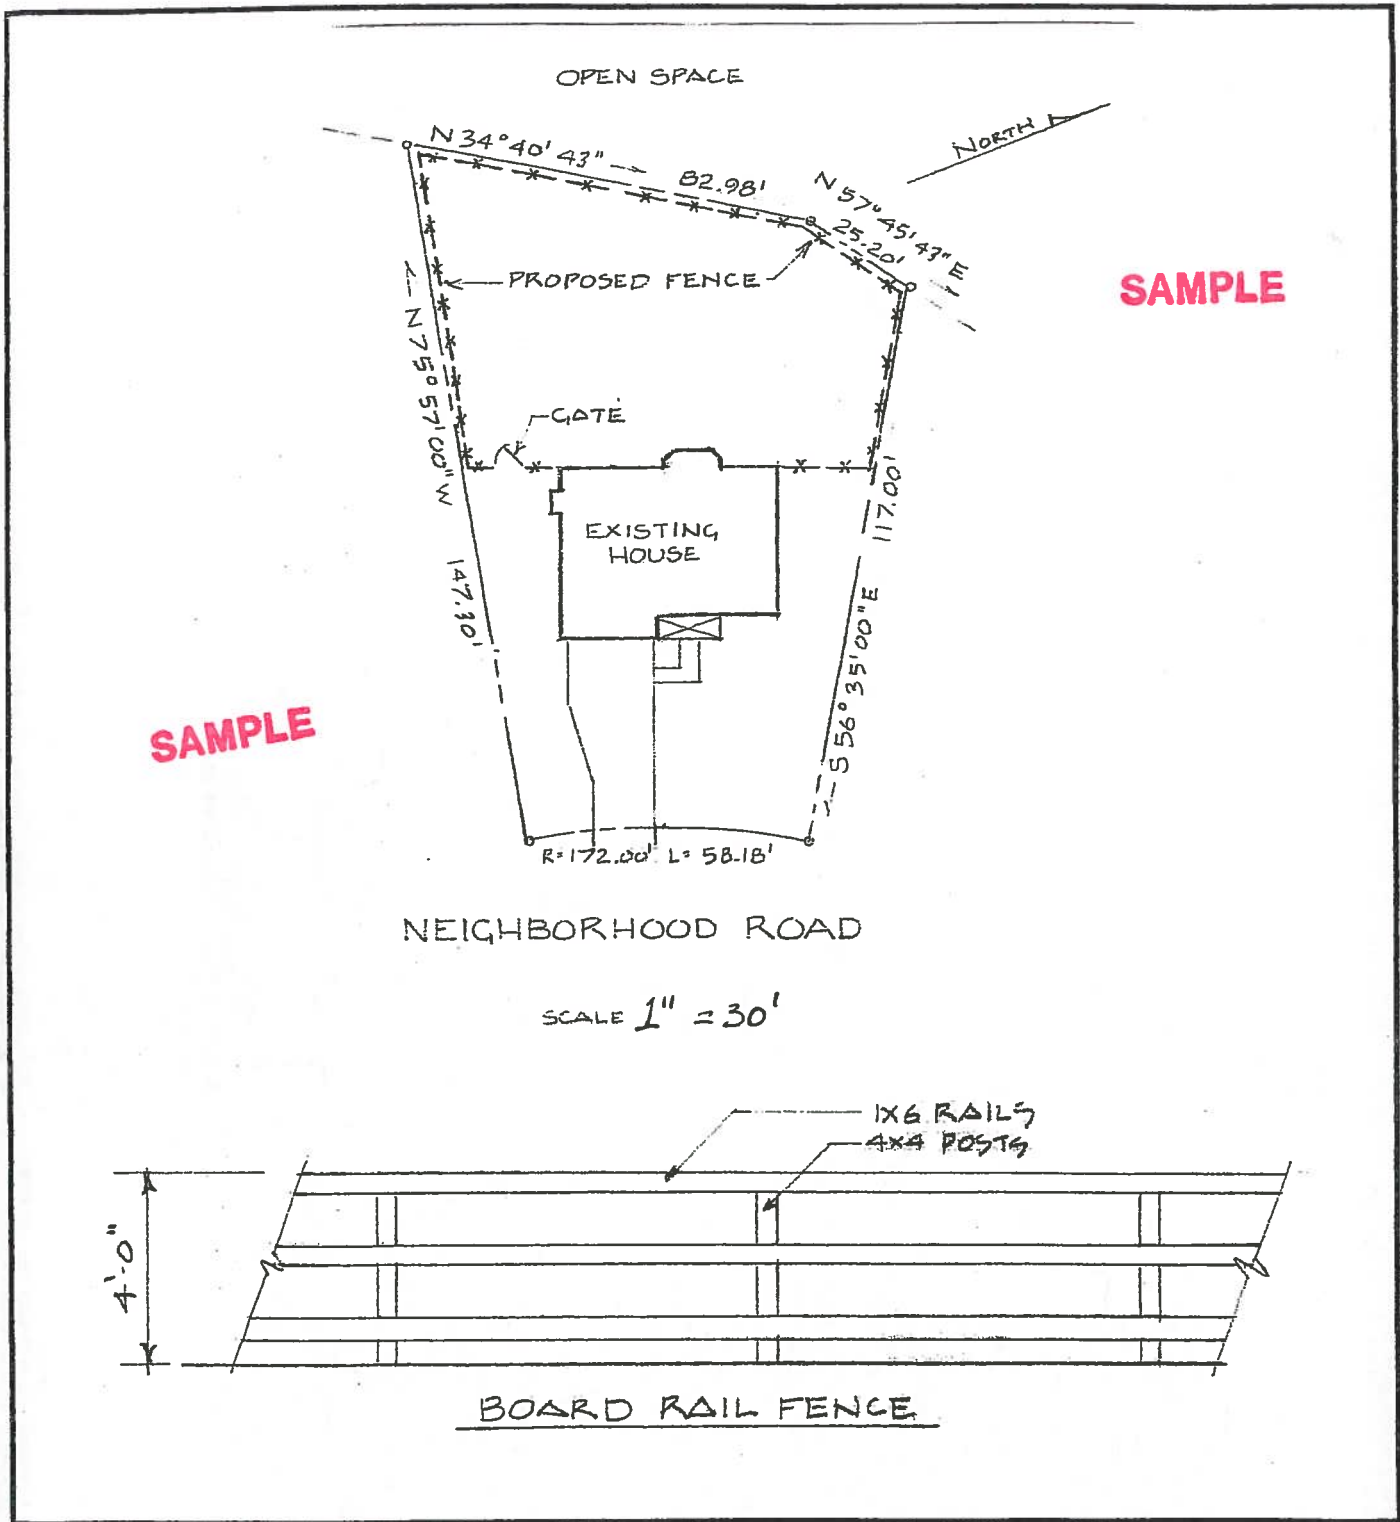 OPEN SPACE
N 34° 40' 43"
82.98'
NORTH
N 57° 45' 43" E
25.20'
PROPOSED FENCE
SAMPLE
N 75° 57' 00" W
147.30'
GATE
EXISTING
HOUSE
117.00'
S 56° 35' 00" E
SAMPLE
R=172.00' L= 58.18'
NEIGHBORHOOD ROAD
SCALE 1" = 30'
1X6 RAILS
4X4 POSTS
4'-0"
BOARD RAIL FENCE